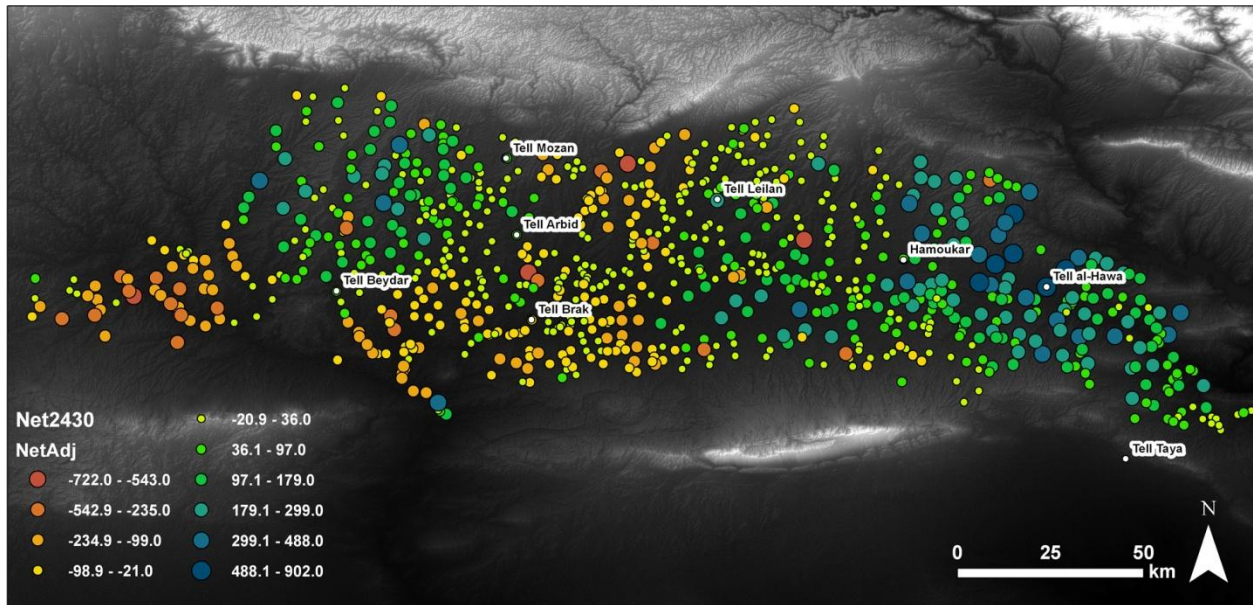 Tell Mozan
Tell Leilan
Tell Arbid
Hamoukar
Tell al-Hawa
Tell Beydar
Tell Brak
Tell Taya
Net2430
NetAdj
-722.0 - -543.0
-542.9 - -235.0
-234.9 - -99.0
-98.9 - -21.0
-20.9 - 36.0
36.1 - 97.0
97.1 - 179.0
179.1 - 299.0
299.1 - 488.0
488.1 - 902.0
N
0 25 50
km